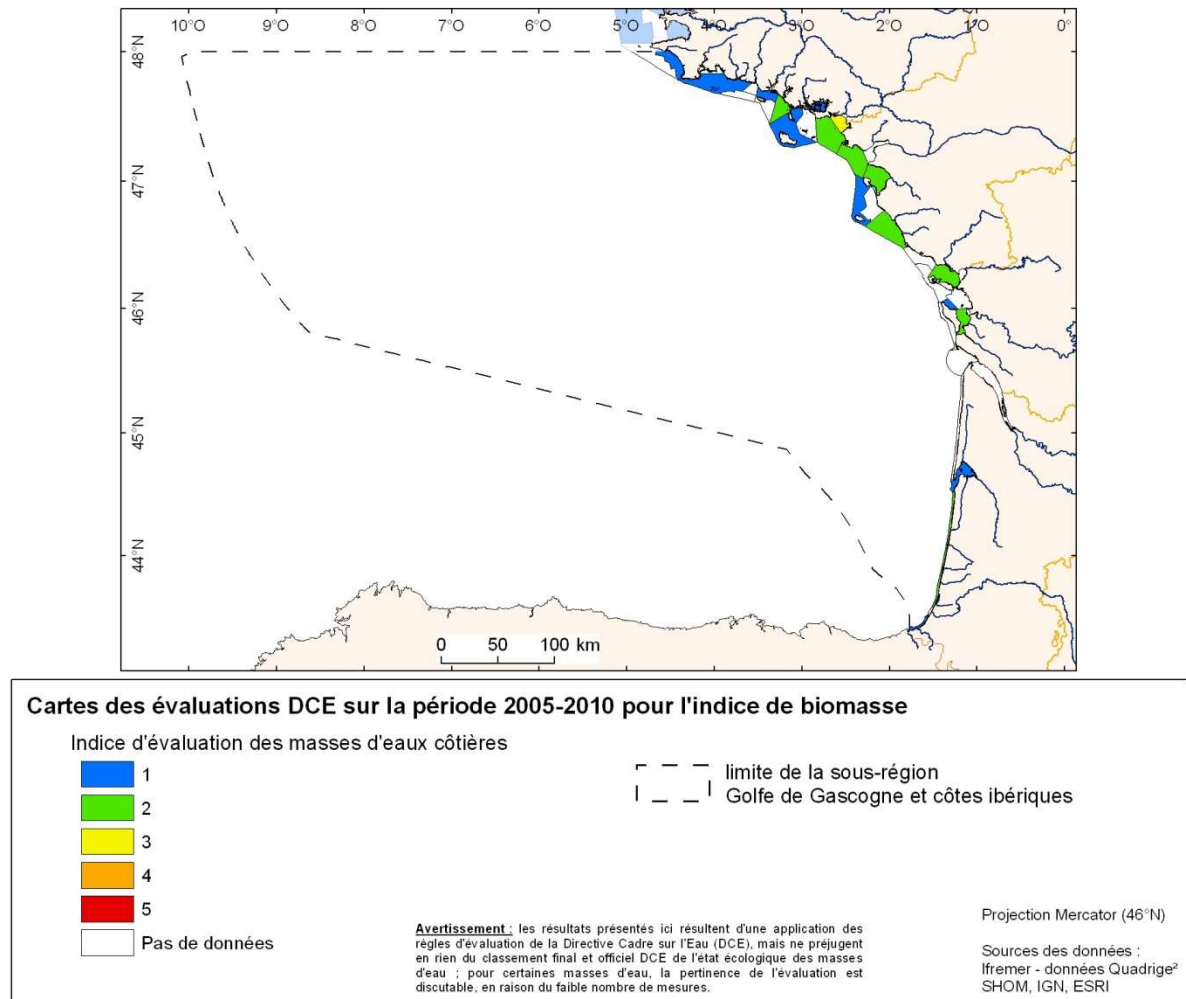 10°O 9°O 8°O 7°O 6°O 5°O 4°O 3°O 2°O 1°O 0°
48°N
47°N
46°N
45°N
44°N
0 50 100 km
Cartes des évaluations DCE sur la période 2005-2010 pour l'indice de biomasse
Indice d'évaluation des masses d'eaux côtières
1
2
3
4
5
Pas de données
limite de la sous-région
Golfe de Gascogne et côtes ibériques
Avertissement : les résultats présentés ici résultent d'une application des
règles d'évaluation de la Directive Cadre sur l'Eau (DCE), mais ne préjugent
en rien du classement final et officiel DCE de l'état écologique des masses
d'eau ; pour certaines masses d'eau, la pertinence de l'évaluation est
discutable, en raison du faible nombre de mesures.
Projection Mercator (46°N)
Sources des données :
Ifremer - données Quadrige²
SHOM, IGN, ESRI